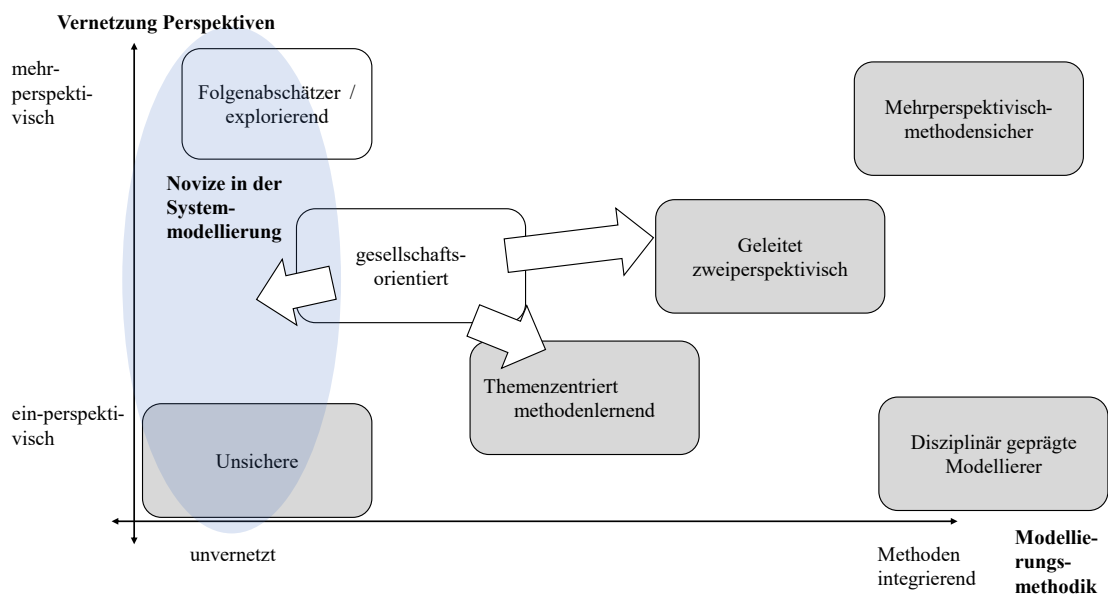 Vernetzung Perspektiven
mehr-
perspekti-
visch
Folgenabschätzer /
explorierend
Mehrperspektivisch-
methodensicher
Novize in der
System-
modellierung
gesellschafts-
orientiert
Geleitet
zweiperspektivisch
Themenzentriert
methodenlernend
ein-perspekti-
visch
Unsichere
Disziplinär geprägte
Modellierer
unvernetzt
Methoden
integrierend
Modellie-
rungs-
methodik